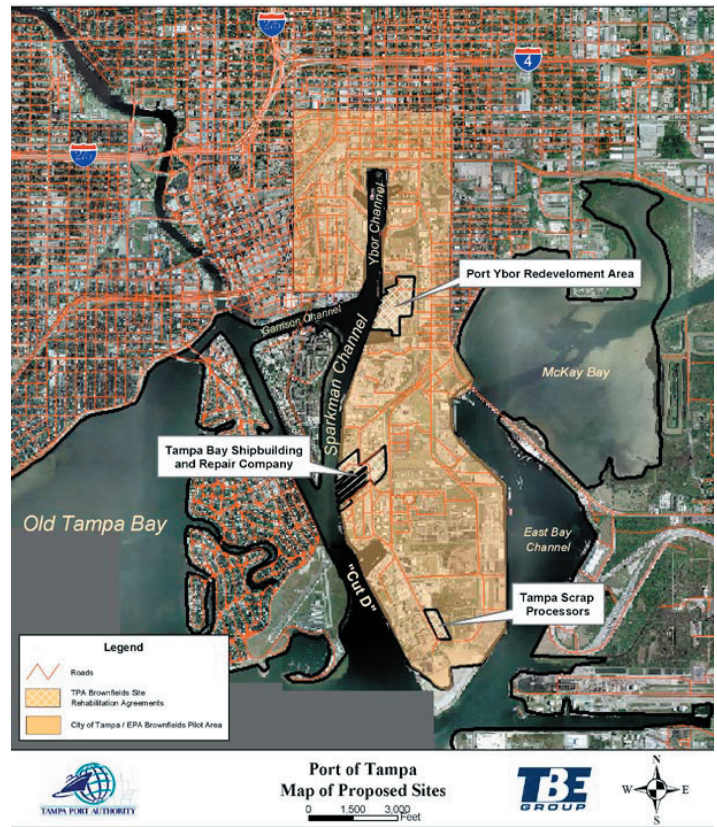 275
4
275
Ybor Channel
Port Ybor Redeveloment Area
Garrison Channel
Sparkman Channel
McKay Bay
Tampa Bay Shipbuilding
and Repair Company
Old Tampa Bay
East Bay
Channel
"Cut D"
Tampa Scrap
Processors
Legend
Roads
TPA Brownfields Site
Rehabilitation Agreements
City of Tampa / EPA Brownfields Pilot Area
TAMPA PORT AUTHORITY
Port of Tampa
Map of Proposed Sites
0 1,500 3,000
Feet
TBE
GROUP
N
W E
S